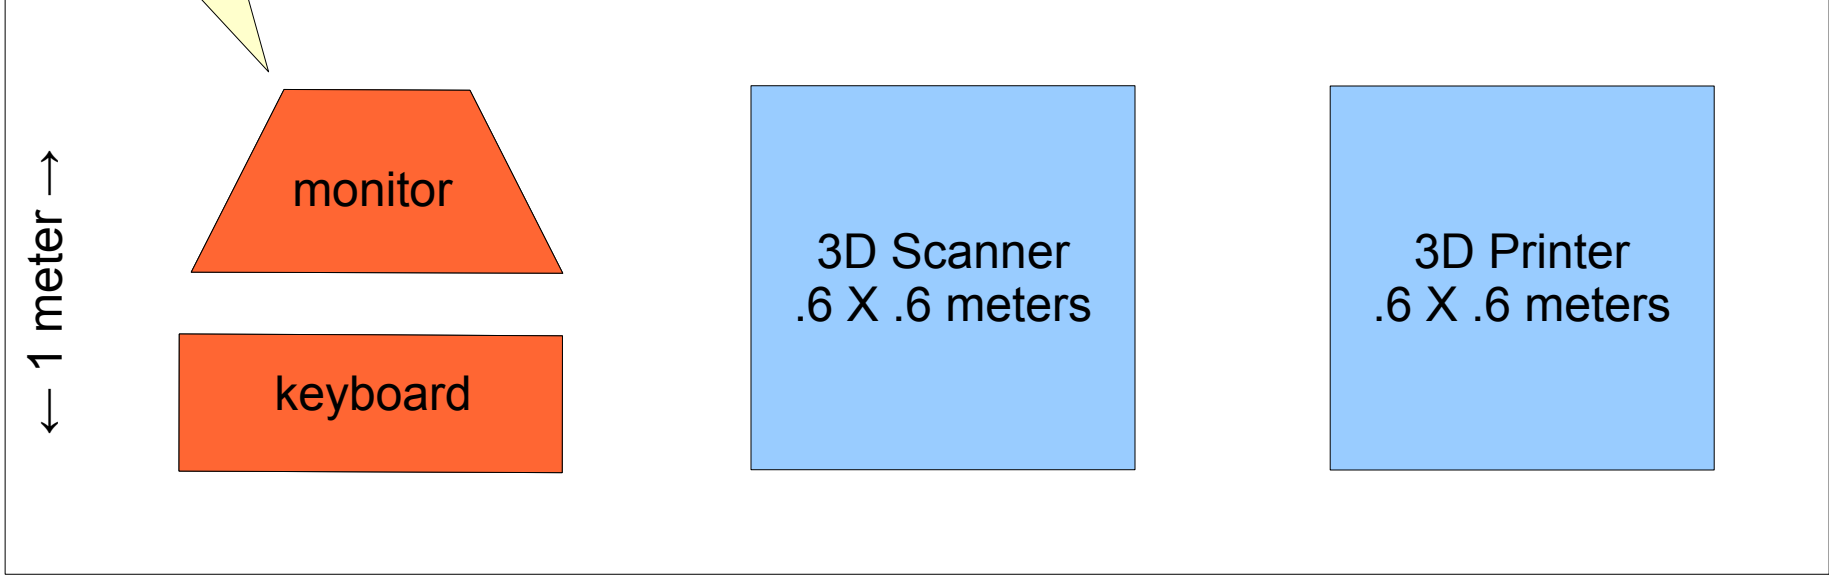 ← 1 meter →
monitor
keyboard
3D Scanner
.6 X .6 meters
3D Printer
.6 X .6 meters